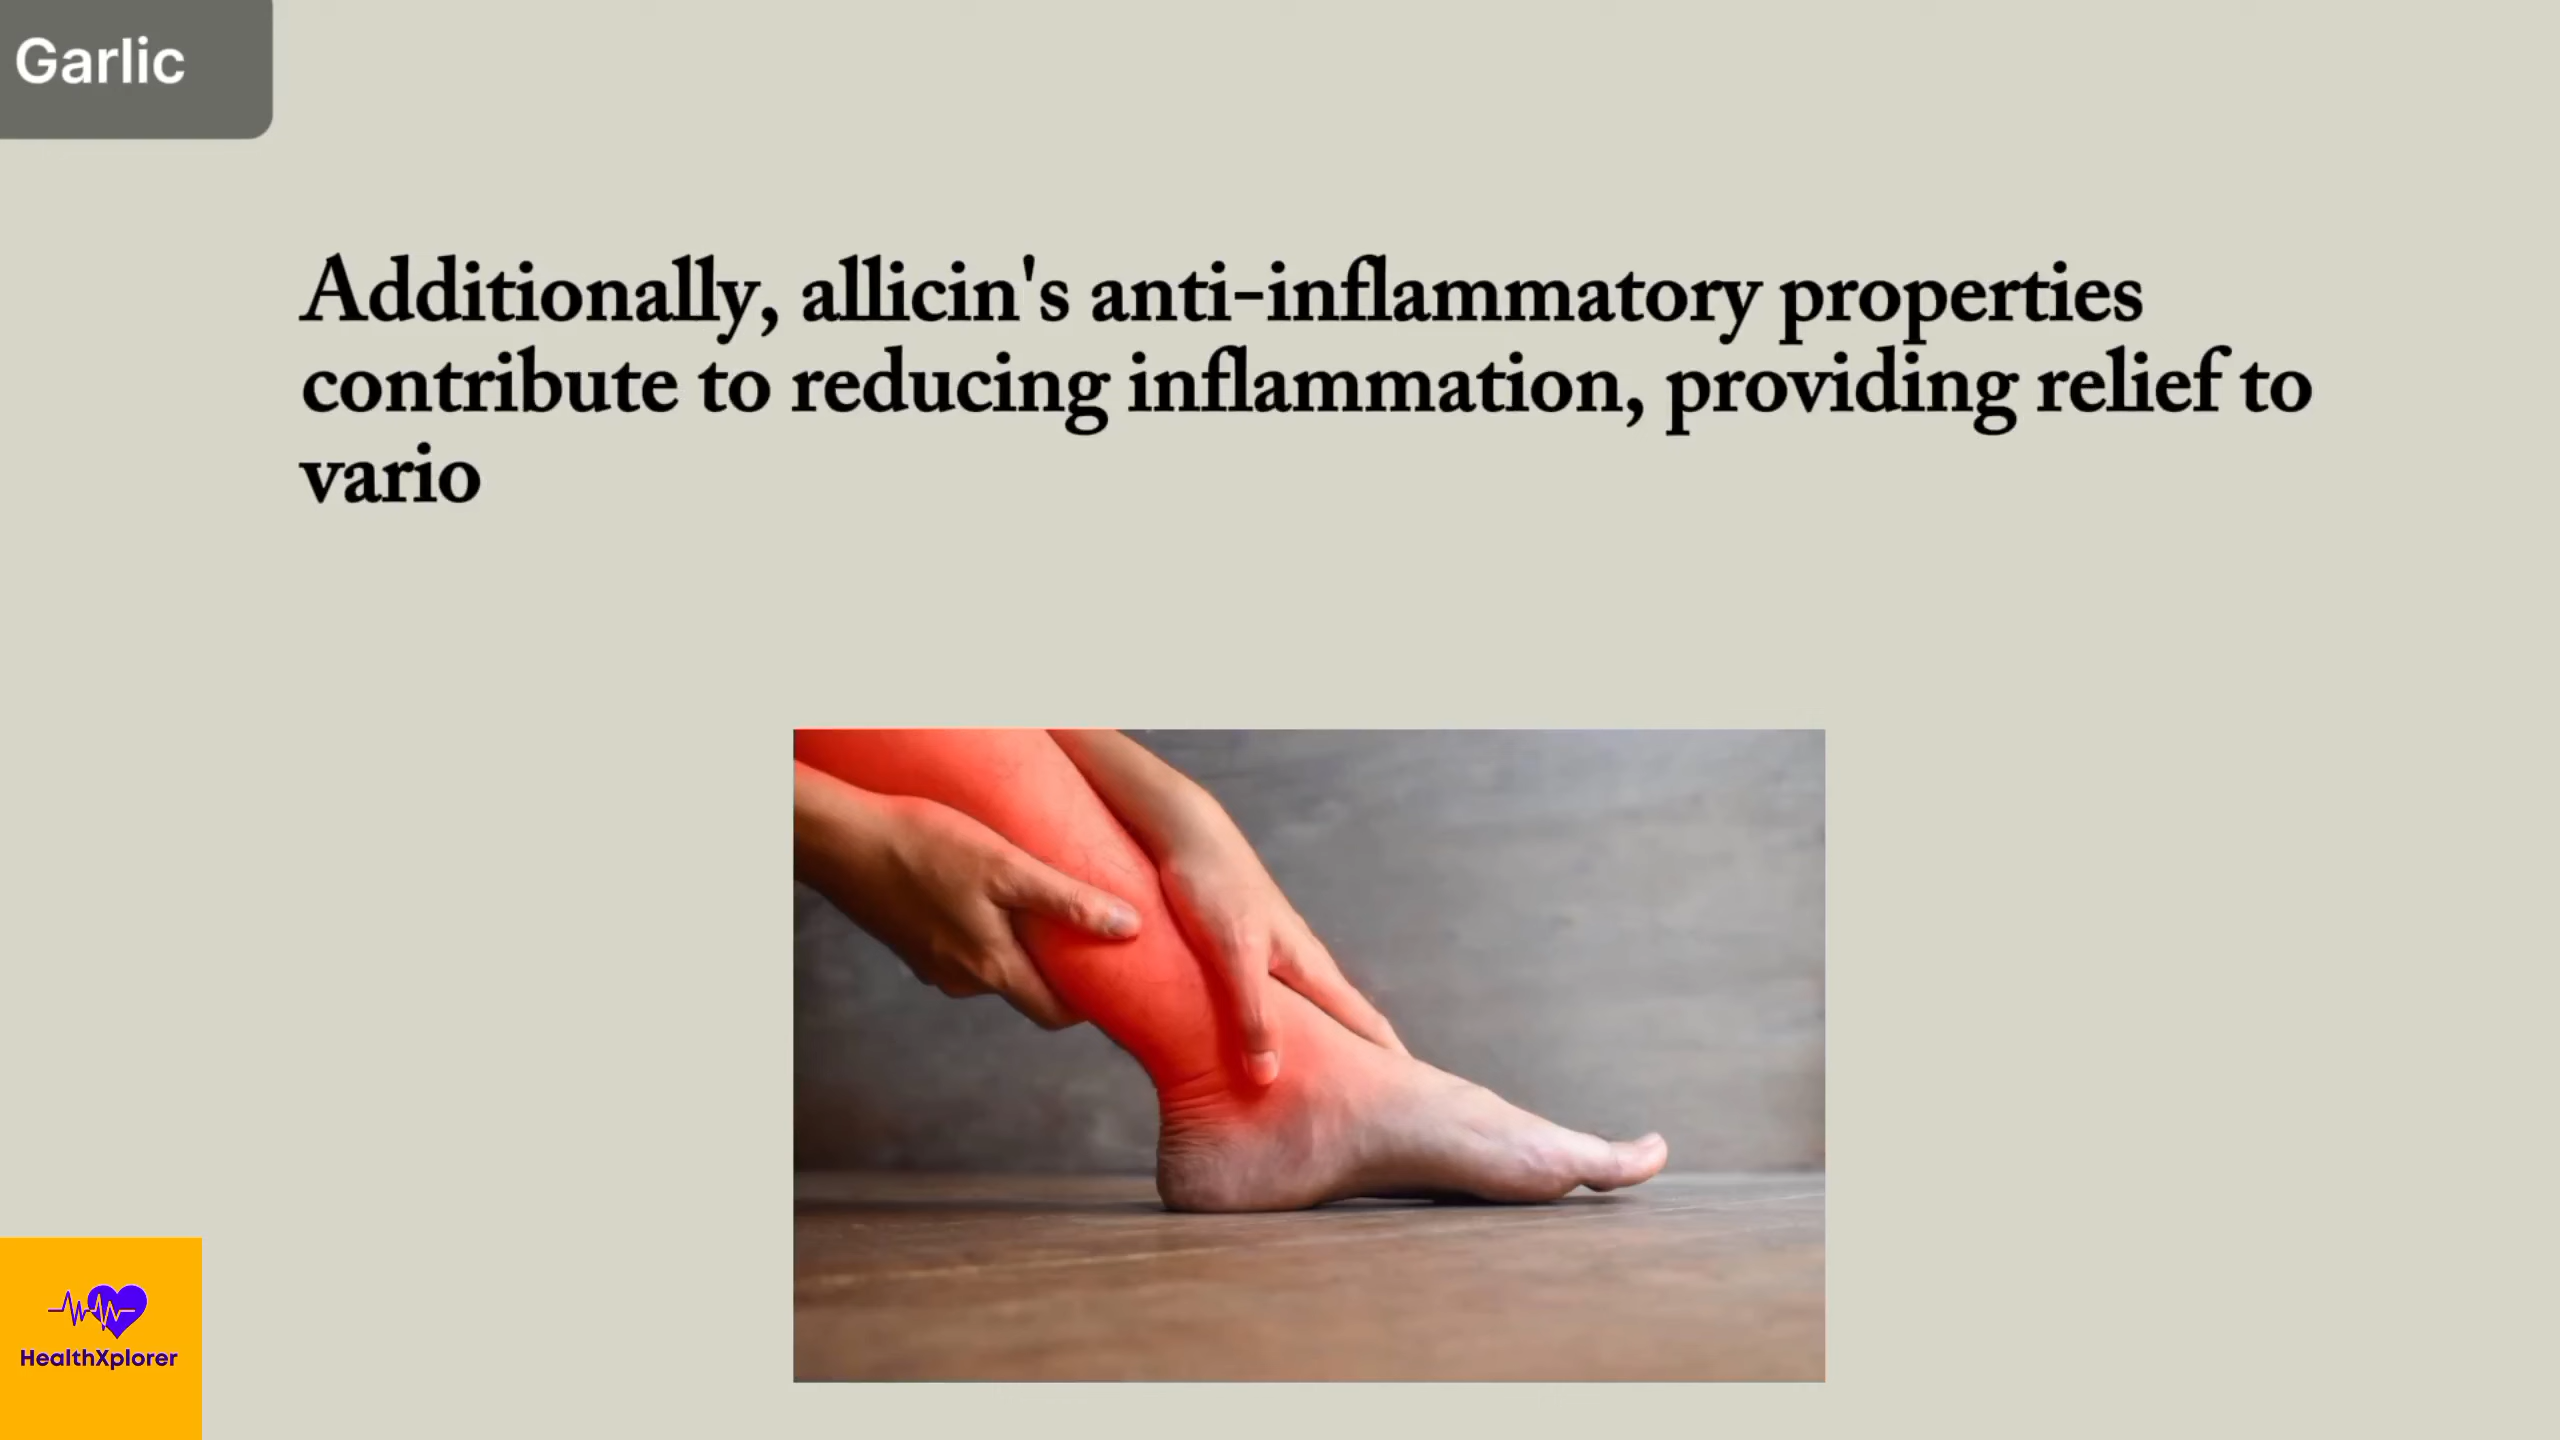 Garlic
Additionally, allicin's anti-inflammatory properties
contribute to reducing inflammation, providing relief to
vario
HealthXplorer